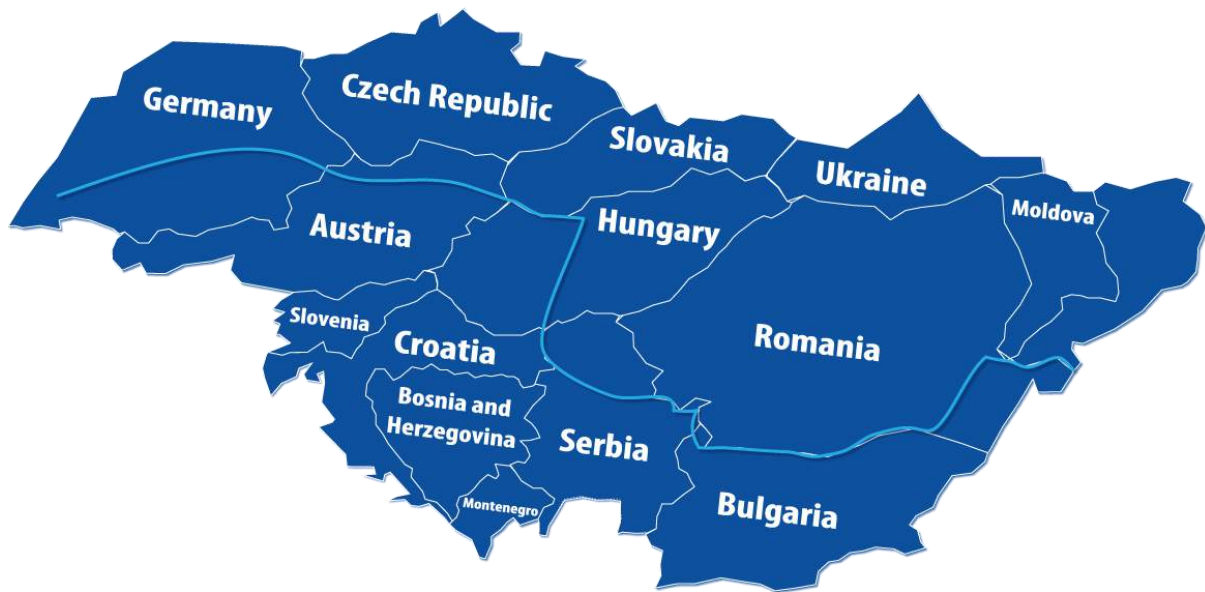 Germany
Czech Republic
Slovakia
Ukraine
Moldova
Austria
Hungary
Slovenia
Croatia
Romania
Bosnia and
Herzegovina
Serbia
Montenegro
Bulgaria